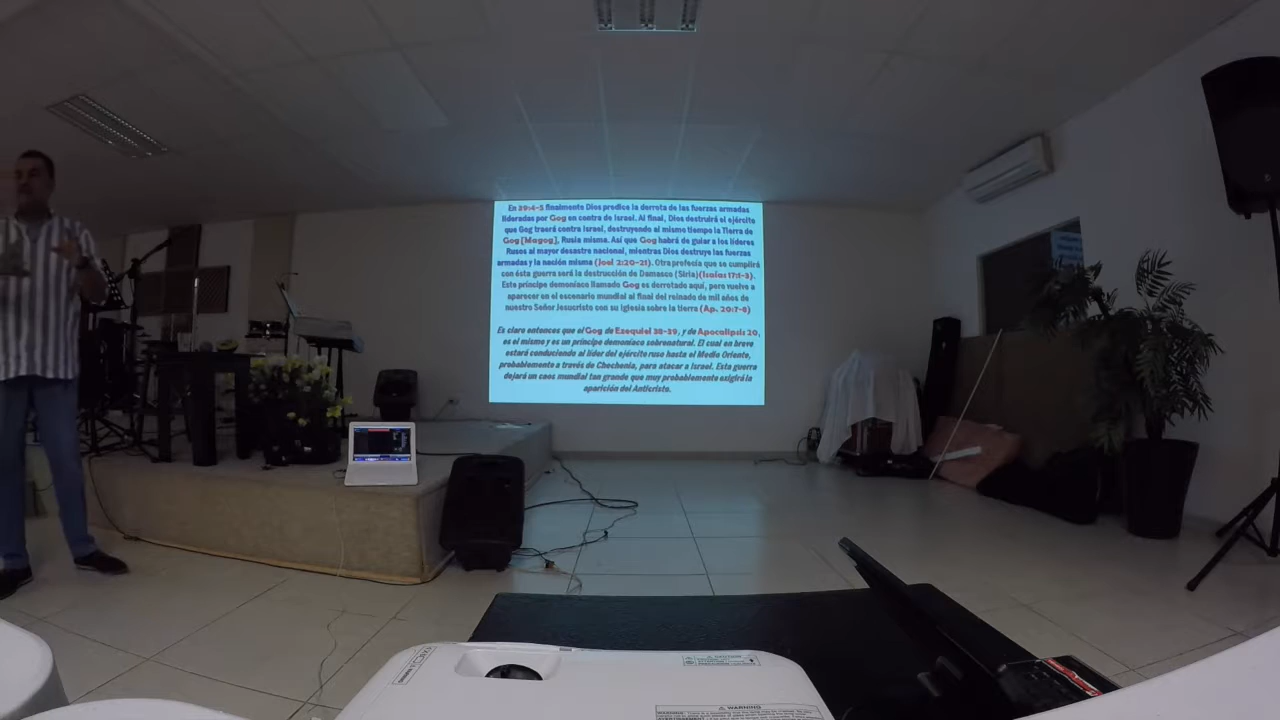 En 39:4-5 finalmente Dios predice la derrota de las fuerzas armadas
lideradas por Gog en contra de Israel. Al final, Dios destruirá el ejército
que Gog traerá contra Israel, destruyendo al mismo tiempo la Tierra de
Gog [Magog], Rusia misma. Así que Gog habrá de guiar a los líderes
Rusos al mayor desastre nacional, mientras Dios destruye las fuerzas
armadas y la nación misma (Joel 2:20-21). Otra profecía que se cumplirá
con ésta guerra será la destrucción de Damasco (Siria)(Isaías 17:1-3).
Este príncipe demoníaco llamado Gog es derrotado aquí, pero vuelve a
aparecer en el escenario mundial al final del reinado de mil años de
nuestro Señor Jesucristo con su iglesia sobre la tierra (Ap. 20:7-8)
Es claro entonces que el Gog de Ezequiel 38-39, y de Apocalipsis 20,
es el mismo y es un príncipe demoníaco sobrenatural. El cual en breve
estará conduciendo al líder del ejército ruso hasta el Medio Oriente,
probablemente a través de Chechenia, para atacar a Israel. Esta guerra
dejará un caos mundial tan grande que muy probablemente exigirá la
aparición del Anticristo.
CAUTION
WARNING